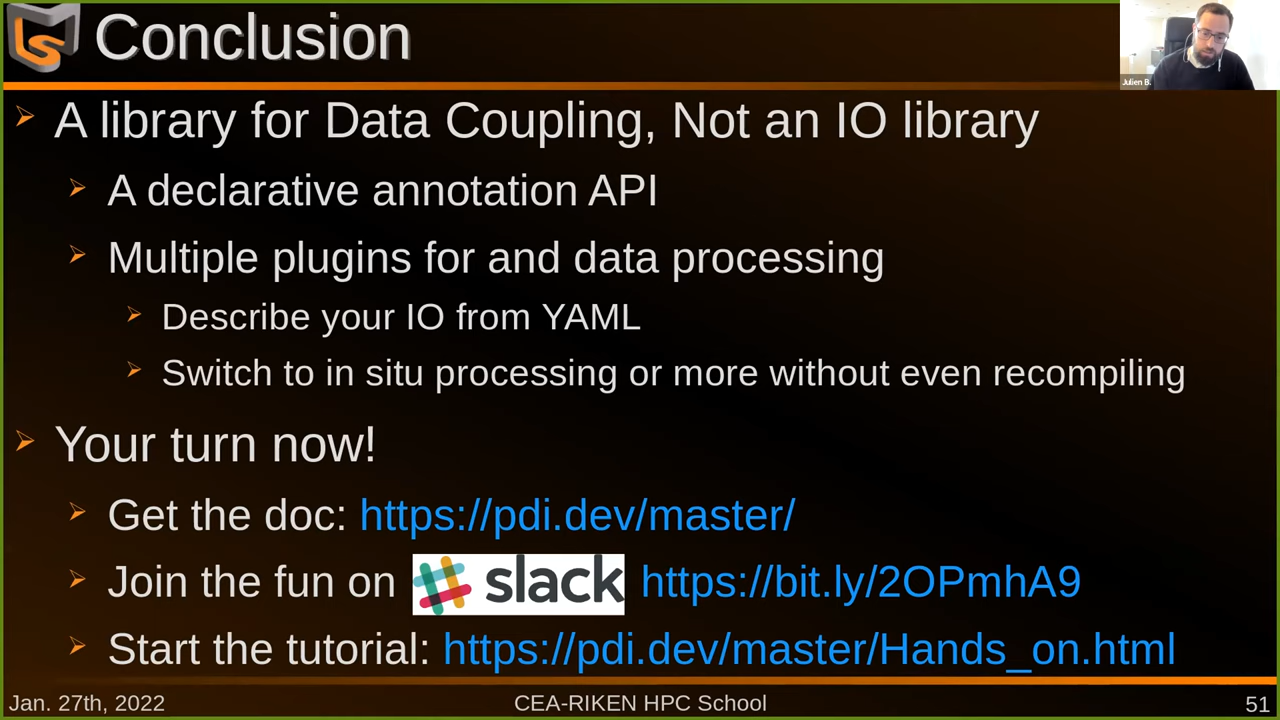 Conclusion
Julien B.
A library for Data Coupling, Not an IO library
A declarative annotation API
Multiple plugins for and data processing
Describe your IO from YAML
Switch to in situ processing or more without even recompiling
Your turn now!
Get the doc: https://pdi.dev/master/
Join the fun on slack https://bit.ly/2OPmhA9
Start the tutorial: https://pdi.dev/master/Hands_on.html
Jan. 27th, 2022 CEA-RIKEN HPC School 51